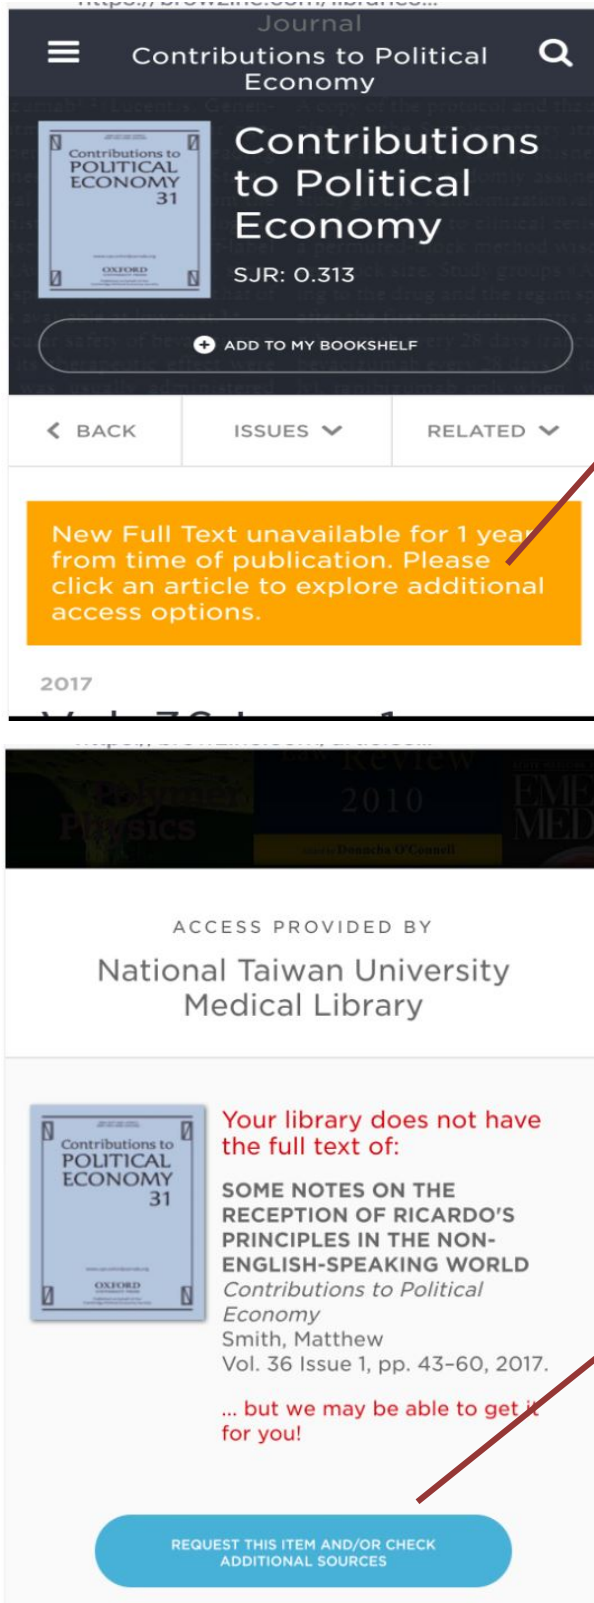 Journal
Contributions to Political
Economy
Contributions to
POLITICAL
ECONOMY
31
OXFORD
Contributions
to Political
Economy
SJR: 0.313
ADD TO MY BOOKSHELF
BACK
ISSUES
RELATED
New Full Text unavailable for 1 year
from time of publication. Please
click an article to explore additional
access options.
2017
Review
2010
Polymer
Physics
Donncha O'Connell
ACCESS PROVIDED BY
National Taiwan University
Medical Library
Contributions to
POLITICAL
ECONOMY
31
OXFORD
Your library does not have
the full text of:
SOME NOTES ON THE
RECEPTION OF RICARDO'S
PRINCIPLES IN THE NON-
ENGLISH-SPEAKING WORLD
Contributions to Political
Economy
Smith, Matthew
Vol. 36 Issue 1, pp. 43–60, 2017.
... but we may be able to get it
for you!
REQUEST THIS ITEM AND/OR CHECK
ADDITIONAL SOURCES